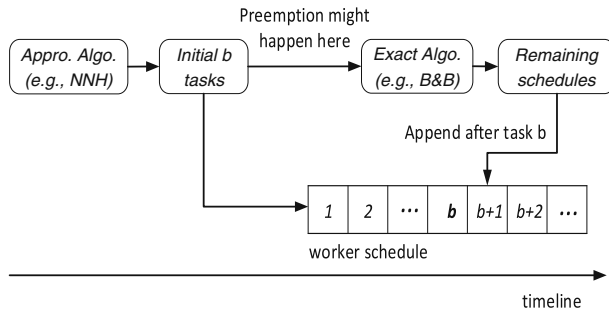 Preemption might
happen here
Appro. Algo.
(e.g., NNH)
Initial b
tasks
Exact Algo.
(e.g., B&B)
Remaining
schedules
Append after task b
1 2 ... b b+1 b+2 ...
worker schedule
timeline